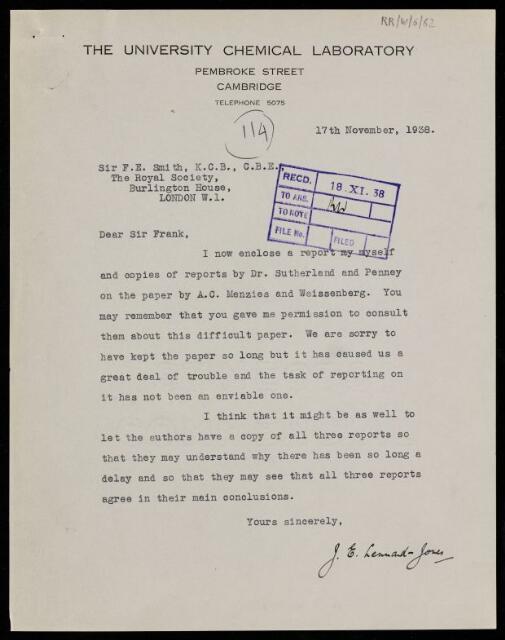 RR/W/6/62
THE UNIVERSITY CHEMICAL LABORATORY
PEMBROKE STREET
CAMBRIDGE
TELEPHONE 5075
114
17th November, 1938.
Sir F.E. Smith, K.C.B., C.B.E.,
The Royal Society,
Burlington House,
LONDON W.1.
RECD. 18.XI.38
TO ARS.
TO NOTE
FILE No. FILED
Dear Sir Frank,
I now enclose a report my myself
and copies of reports by Dr. Sutherland and Penney
on the paper by A.C. Menzies and Weissenberg. You
may remember that you gave me permission to consult
them about this difficult paper. We are sorry to
have kept the paper so long but it has caused us a
great deal of trouble and the task of reporting on
it has not been an enviable one.
I think that it might be as well to
let the authors have a copy of all three reports so
that they may understand why there has been so long a
delay and so that they may see that all three reports
agree in their main conclusions.
Yours sincerely,
J. E. Lennard-Jones